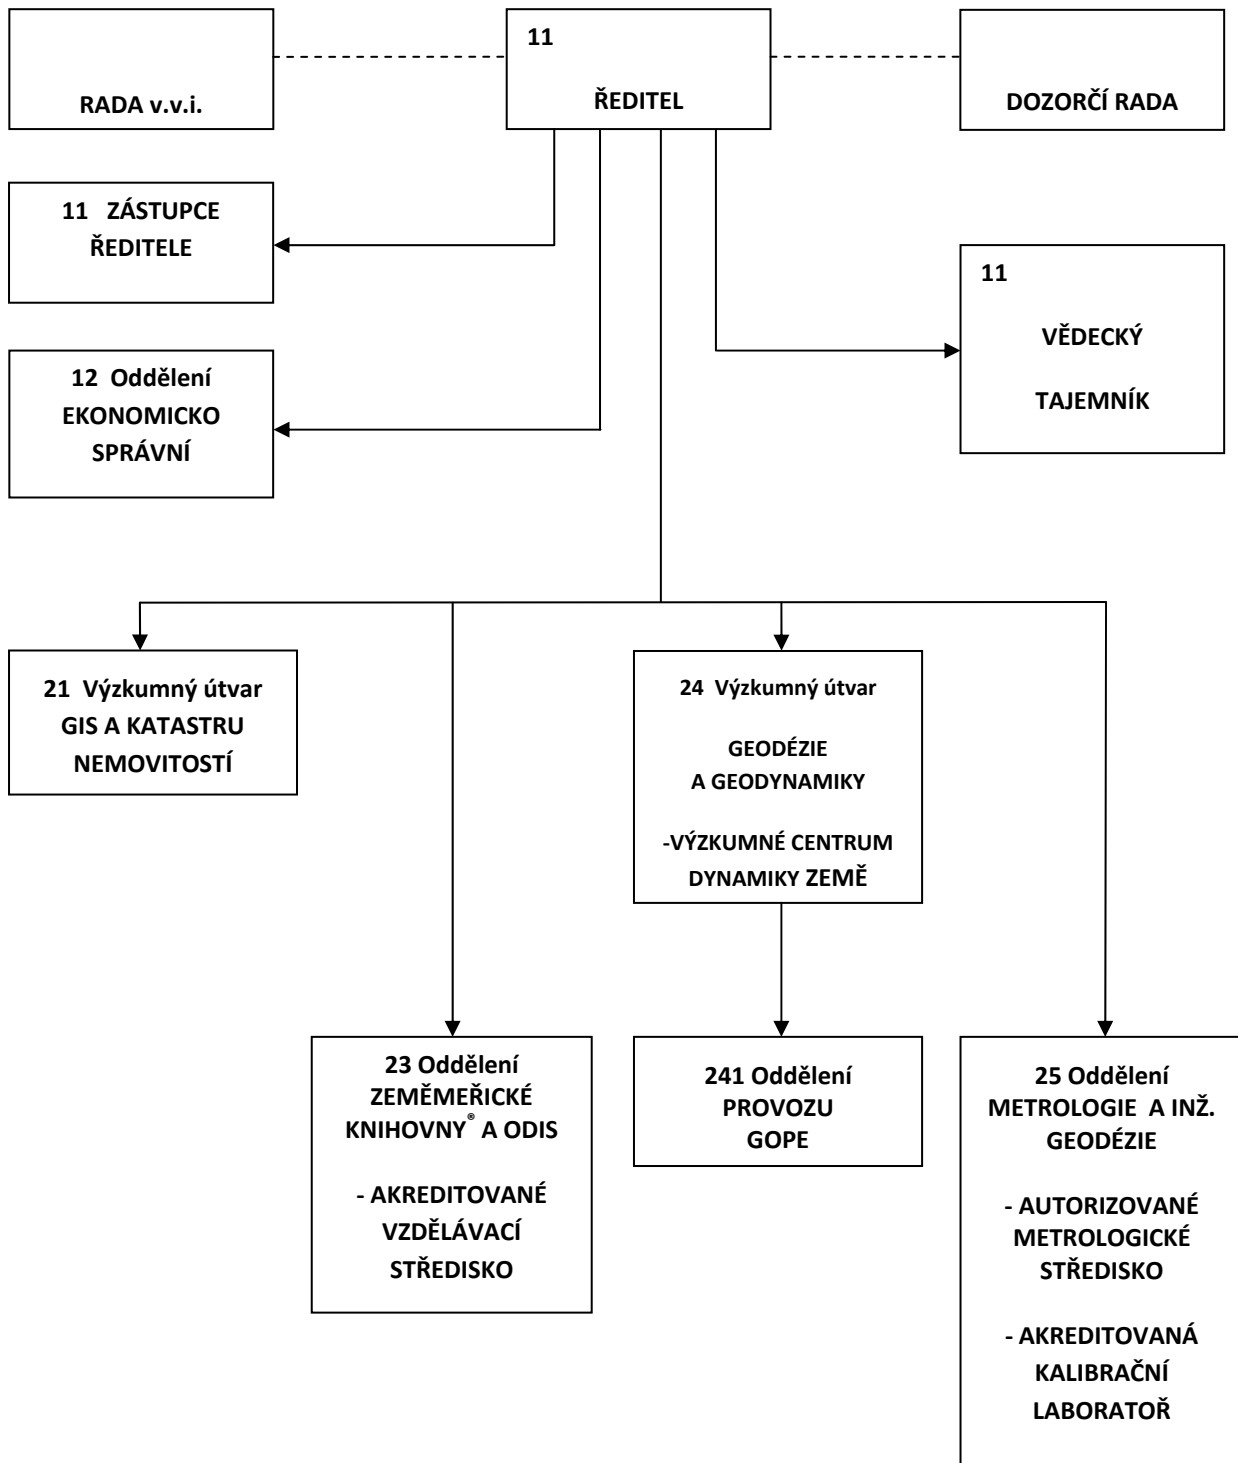 RADA v.v.i.
11
ŘEDITEL
DOZORČÍ RADA
11 ZÁSTUPCE
ŘEDITELE
11
VĚDECKÝ
TAJEMNÍK
12 Oddělení
EKONOMICKO
SPRÁVNÍ
21 Výzkumný útvar
GIS A KATASTRU
NEMOVITOSTÍ
24 Výzkumný útvar
GEODÉZIE
A GEODYNAMIKY
-VÝZKUMNÉ CENTRUM
DYNAMIKY ZEMĚ
23 Oddělení
ZEMĚMEŘICKÉ
KNIHOVNY® A ODIS
- AKREDITOVANÉ
VZDĚLÁVACÍ
STŘEDISKO
241 Oddělení
PROVOZU
GOPE
25 Oddělení
METROLOGIE A INŽ.
GEODÉZIE
- AUTORIZOVANÉ
METROLOGICKÉ
STŘEDISKO
- AKREDITOVANÁ
KALIBRAČNÍ
LABORATOŘ